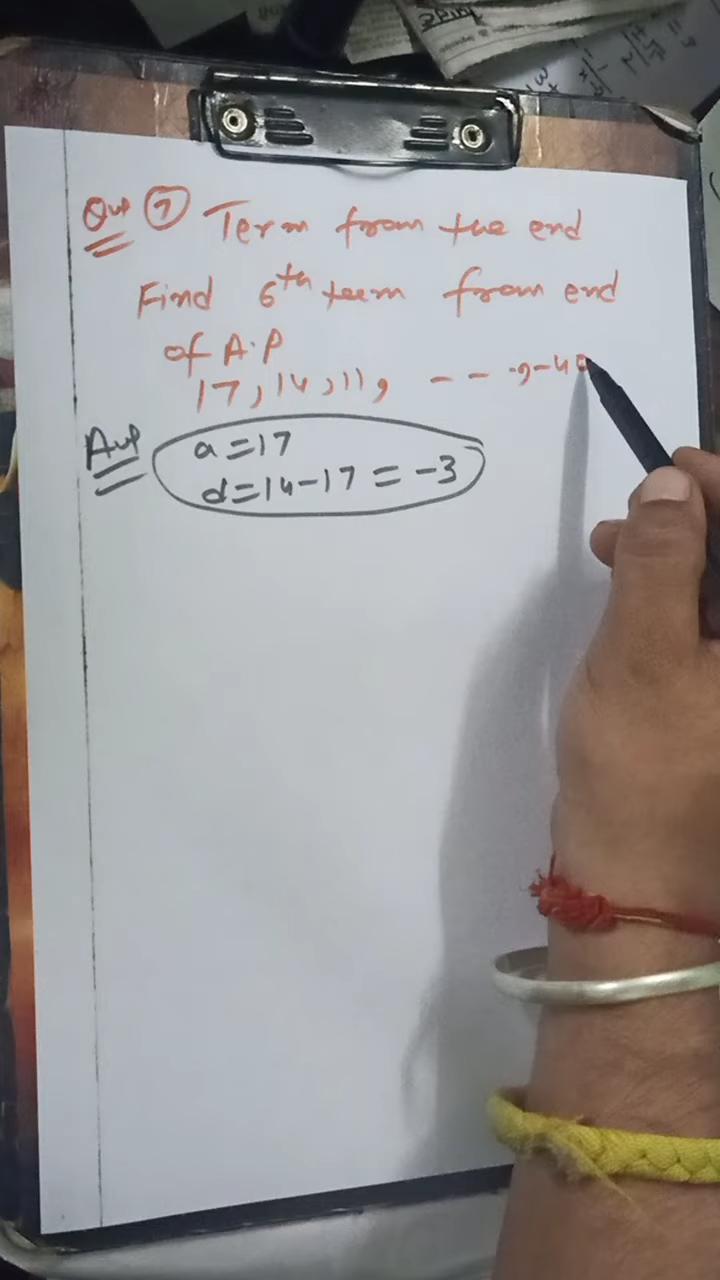 Que 7 Term from the end
Find 6th term from end
of A.P
17, 14, 11, - - -, -40
Ans a = 17
d = 14 - 17 = -3